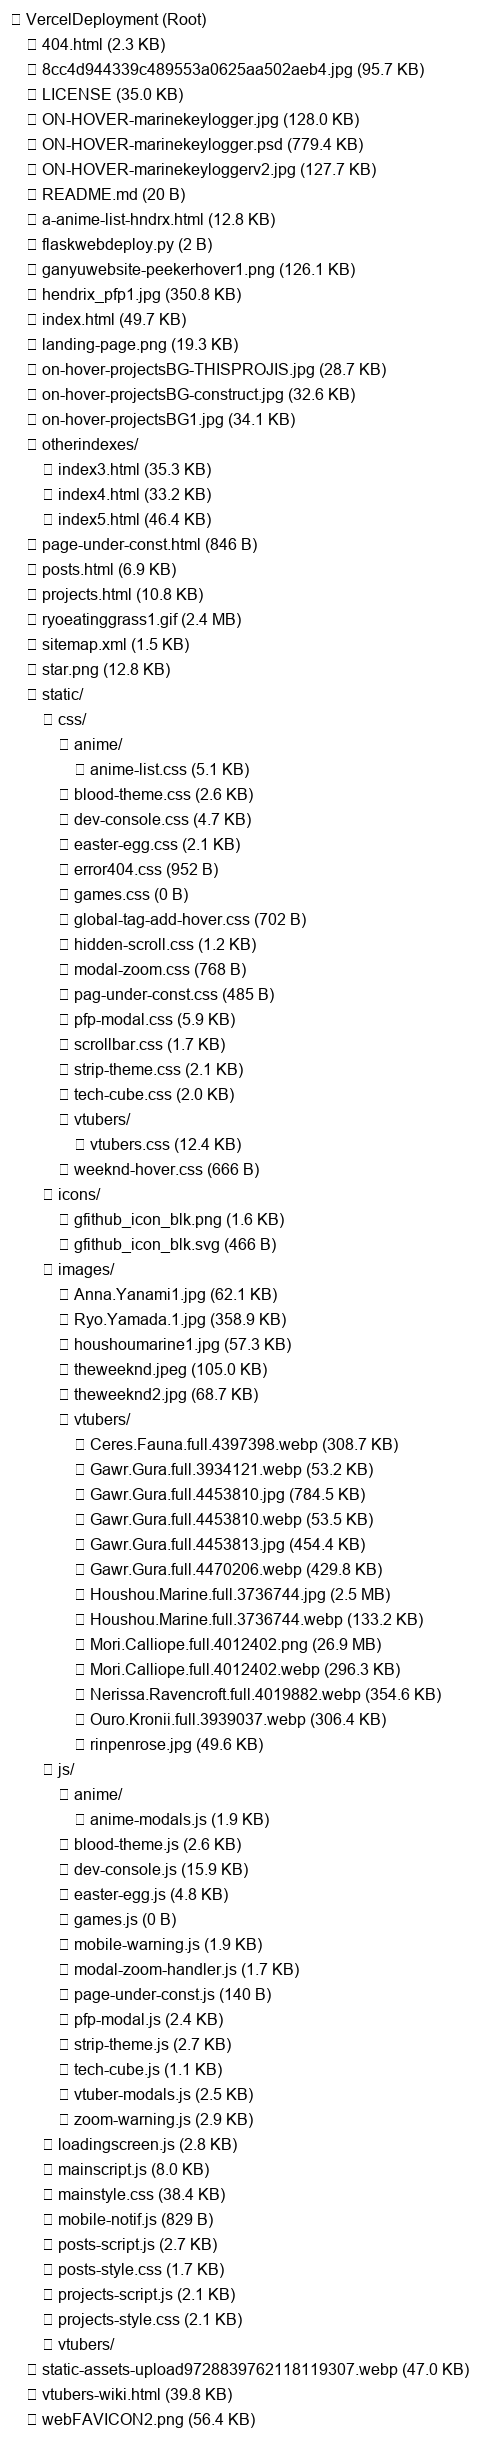 VercelDeployment (Root)
404.html (2.3 KB)
8cc4d944339c489553a0625aa502aeb4.jpg (95.7 KB)
LICENSE (35.0 KB)
ON-HOVER-marinekeylogger.jpg (128.0 KB)
ON-HOVER-marinekeylogger.psd (779.4 KB)
ON-HOVER-marinekeyloggerv2.jpg (127.7 KB)
README.md (20 B)
a-anime-list-hndrx.html (12.8 KB)
flaskwebdeploy.py (2 B)
ganyuwebsite-peekerhover1.png (126.1 KB)
hendrix_pfp1.jpg (350.8 KB)
index.html (49.7 KB)
landing-page.png (19.3 KB)
on-hover-projectsBG-THISPROJIS.jpg (28.7 KB)
on-hover-projectsBG-construct.jpg (32.6 KB)
on-hover-projectsBG1.jpg (34.1 KB)
otherindexes/
index3.html (35.3 KB)
index4.html (33.2 KB)
index5.html (46.4 KB)
page-under-const.html (846 B)
posts.html (6.9 KB)
projects.html (10.8 KB)
ryoeatinggrass1.gif (2.4 MB)
sitemap.xml (1.5 KB)
star.png (12.8 KB)
static/
css/
anime/
anime-list.css (5.1 KB)
blood-theme.css (2.6 KB)
dev-console.css (4.7 KB)
easter-egg.css (2.1 KB)
error404.css (952 B)
games.css (0 B)
global-tag-add-hover.css (702 B)
hidden-scroll.css (1.2 KB)
modal-zoom.css (768 B)
pag-under-const.css (485 B)
pfp-modal.css (5.9 KB)
scrollbar.css (1.7 KB)
strip-theme.css (2.1 KB)
tech-cube.css (2.0 KB)
vtubers/
vtubers.css (12.4 KB)
weeknd-hover.css (666 B)
icons/
gfithub_icon_blk.png (1.6 KB)
gfithub_icon_blk.svg (466 B)
images/
Anna.Yanami1.jpg (62.1 KB)
Ryo.Yamada.1.jpg (358.9 KB)
houshoumarine1.jpg (57.3 KB)
theweeknd.jpeg (105.0 KB)
theweeknd2.jpg (68.7 KB)
vtubers/
Ceres.Fauna.full.4397398.webp (308.7 KB)
Gawr.Gura.full.3934121.webp (53.2 KB)
Gawr.Gura.full.4453810.jpg (784.5 KB)
Gawr.Gura.full.4453810.webp (53.5 KB)
Gawr.Gura.full.4453813.jpg (454.4 KB)
Gawr.Gura.full.4470206.webp (429.8 KB)
Houshou.Marine.full.3736744.jpg (2.5 MB)
Houshou.Marine.full.3736744.webp (133.2 KB)
Mori.Calliope.full.4012402.png (26.9 MB)
Mori.Calliope.full.4012402.webp (296.3 KB)
Nerissa.Ravencroft.full.4019882.webp (354.6 KB)
Ouro.Kronii.full.3939037.webp (306.4 KB)
rinpenrose.jpg (49.6 KB)
js/
anime/
anime-modals.js (1.9 KB)
blood-theme.js (2.6 KB)
dev-console.js (15.9 KB)
easter-egg.js (4.8 KB)
games.js (0 B)
mobile-warning.js (1.9 KB)
modal-zoom-handler.js (1.7 KB)
page-under-const.js (140 B)
pfp-modal.js (2.4 KB)
strip-theme.js (2.7 KB)
tech-cube.js (1.1 KB)
vtuber-modals.js (2.5 KB)
zoom-warning.js (2.9 KB)
loadingscreen.js (2.8 KB)
mainscript.js (8.0 KB)
mainstyle.css (38.4 KB)
mobile-notif.js (829 B)
posts-script.js (2.7 KB)
posts-style.css (1.7 KB)
projects-script.js (2.1 KB)
projects-style.css (2.1 KB)
vtubers/
static-assets-upload9728839762118119307.webp (47.0 KB)
vtubers-wiki.html (39.8 KB)
webFAVICON2.png (56.4 KB)